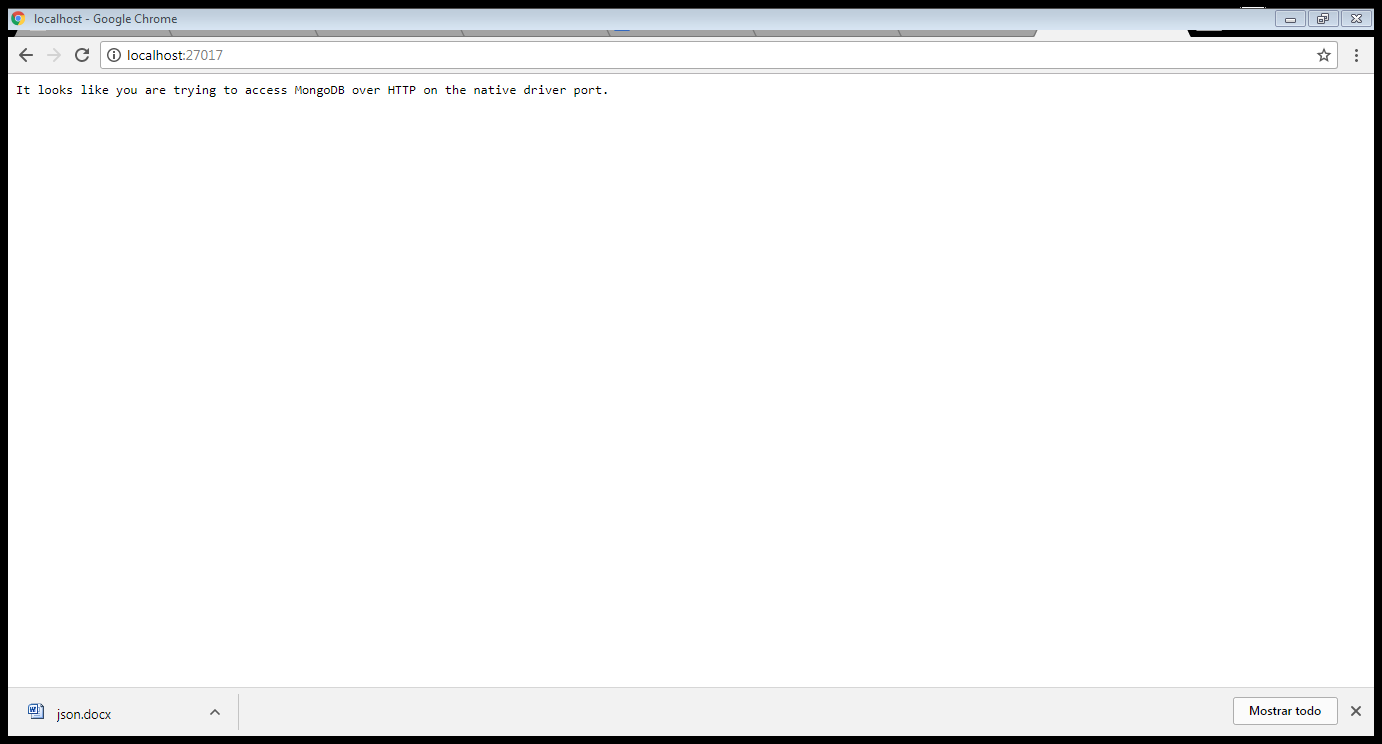 localhost - Google Chrome
localhost:27017
It looks like you are trying to access MongoDB over HTTP on the native driver port.
json.docx
Mostrar todo